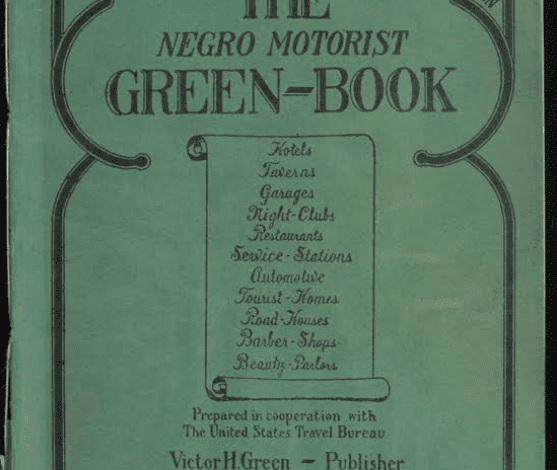 THE
NEGRO MOTORIST
GREEN-BOOK
Hotels
Taverns
Garages
Night-Clubs
Restaurants
Service-Stations
Automotive
Tourist-Homes
Road-Houses
Barber-Shops
Beauty-Parlors
Prepared in cooperation with
The United States Travel Bureau
Victor H. Green - Publisher